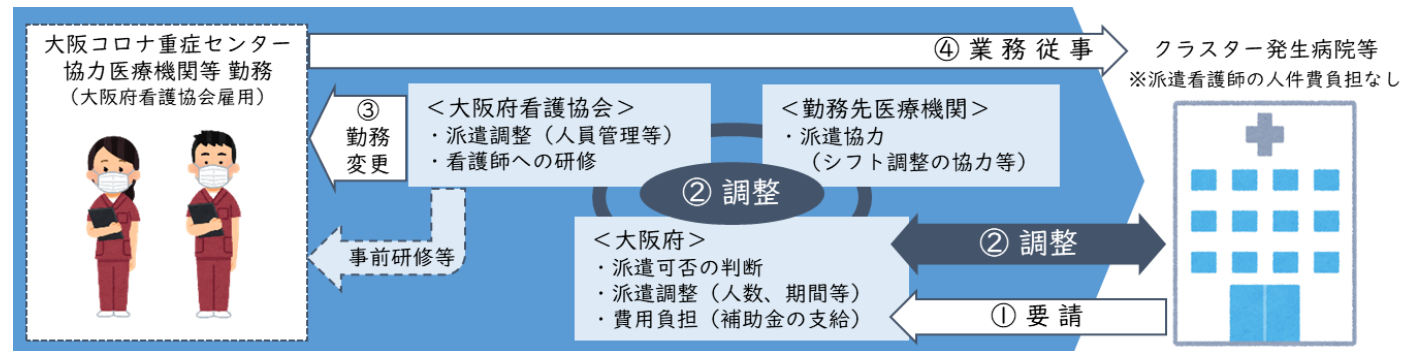 大阪コロナ重症センター
協力医療機関等 勤務
（大阪府看護協会雇用）
④ 業 務 従 事
クラスター発生病院等
※派遣看護師の人件費負担なし
③
勤務
変更
＜大阪府看護協会＞
・派遣調整（人員管理等）
・看護師への研修
＜勤務先医療機関＞
・派遣協力
（シフト調整の協力等）
② 調整
事前研修等
＜大阪府＞
・派遣可否の判断
・派遣調整（人数、期間等）
・費用負担（補助金の支給）
② 調整
① 要 請